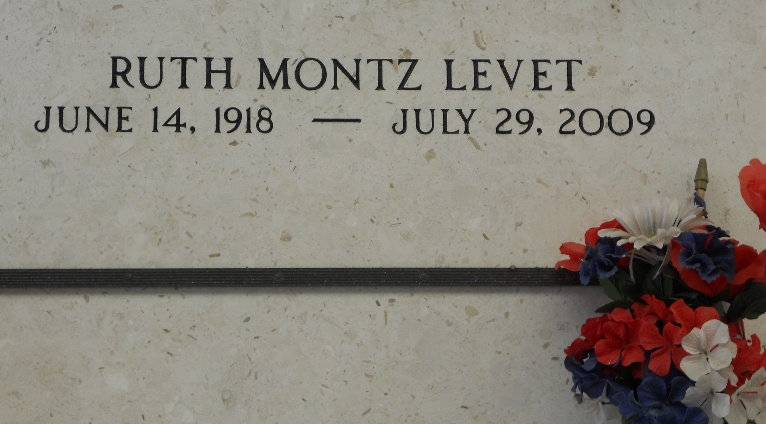 RUTH MONTZ LEVET
JUNE 14, 1918 — JULY 29, 2009